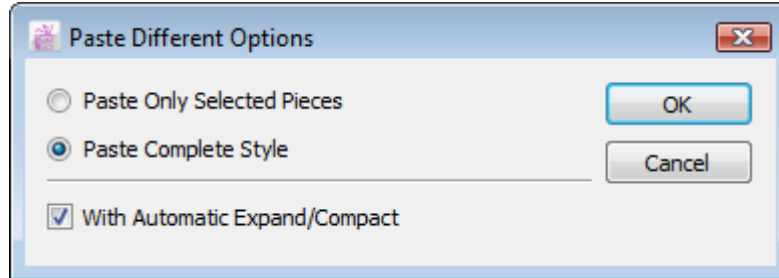 Paste Different Options
Paste Only Selected Pieces
OK
Paste Complete Style
Cancel
With Automatic Expand/Compact